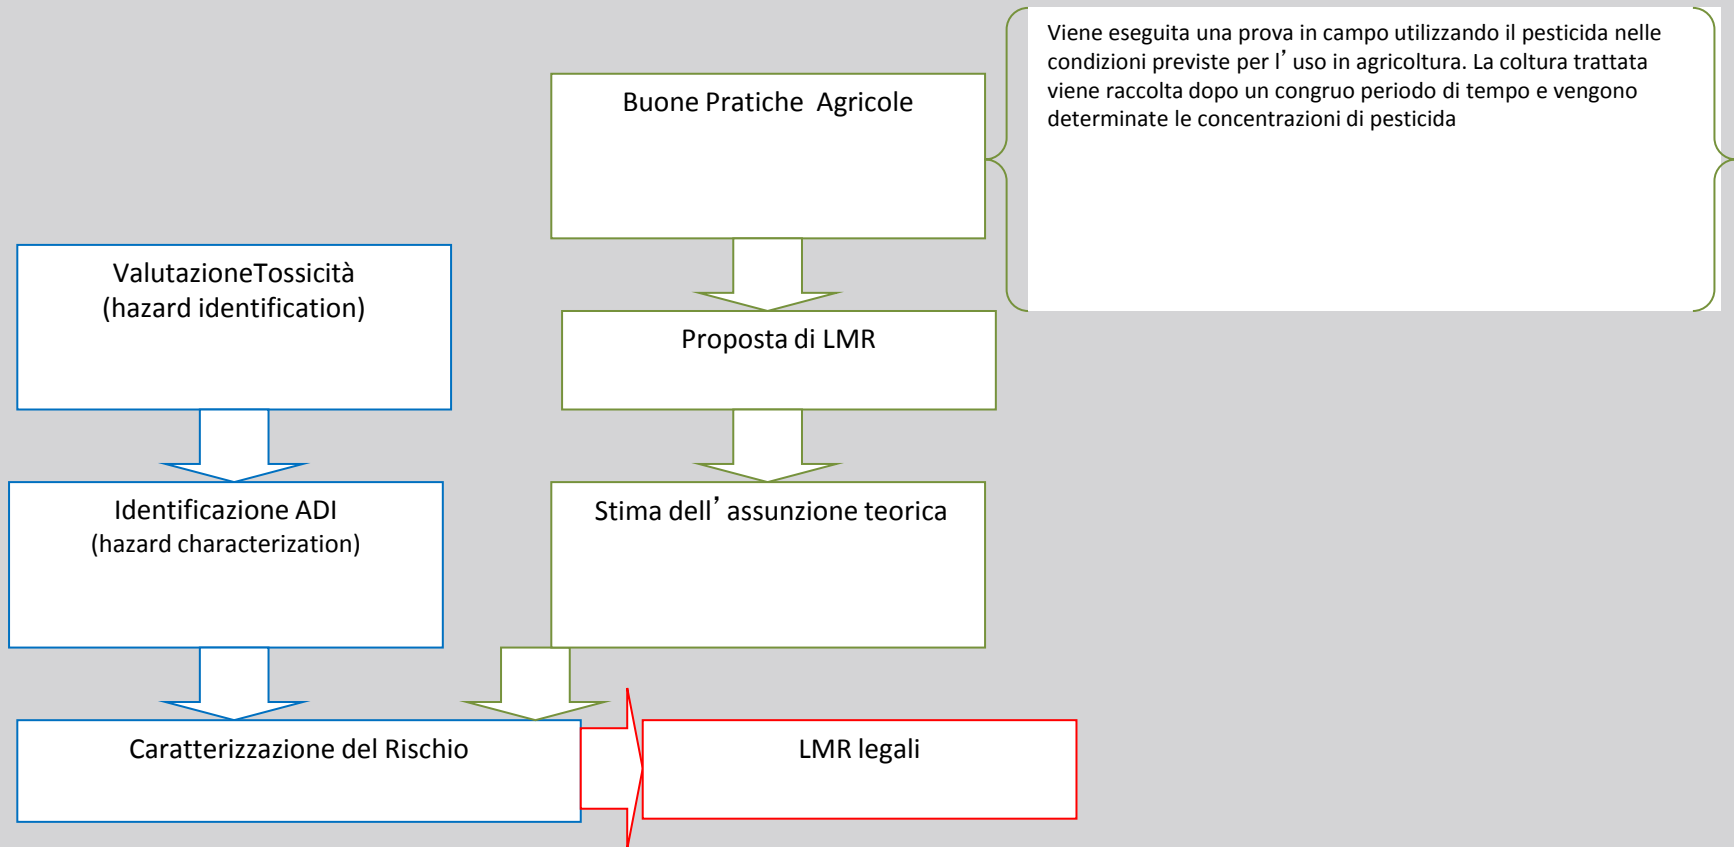 Viene eseguita una prova in campo utilizzando il pesticida nelle
condizioni previste per l’ uso in agricoltura. La coltura trattata
viene raccolta dopo un congruo periodo di tempo e vengono
determinate le concentrazioni di pesticida
Buone Pratiche Agricole
ValutazioneTossicità
(hazard identification)
Proposta di LMR
Identificazione ADI
(hazard characterization)
Stima dell’ assunzione teorica
Caratterizzazione del Rischio
LMR legali